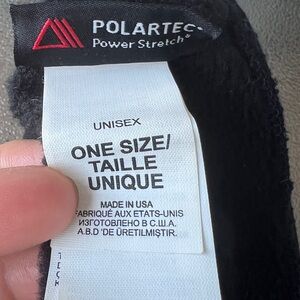 POLARTEC
Power Stretch®
UNISEX
ONE SIZE/
TAILLE
UNIQUE
MADE IN USA
FABRIQUÉ AUX ETATS-UNIS
ИЗГОТОВЛЕНО В С.Ш.А.
A.B.D 'DE ÜRETILMIŞTIR.